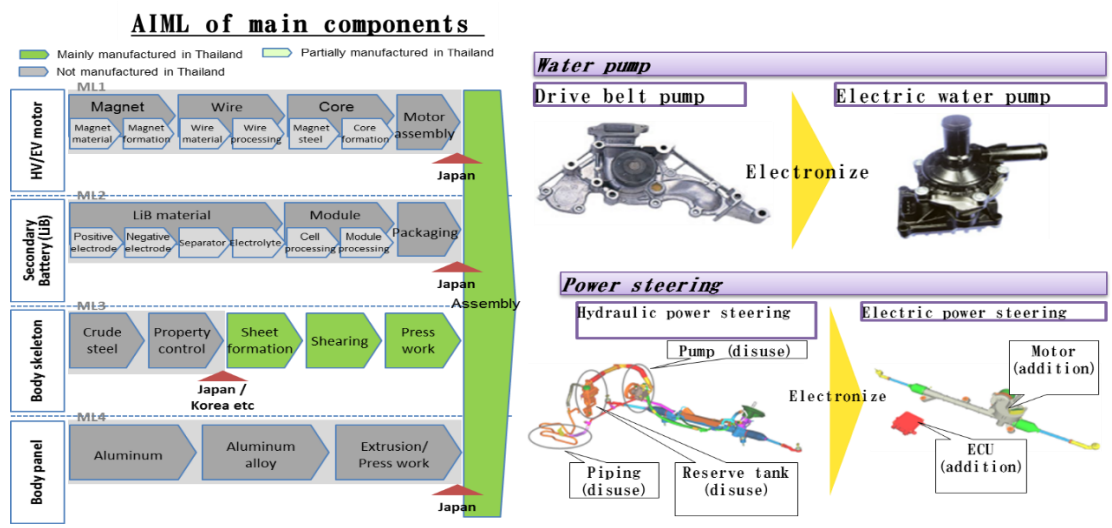 AIML of main components
Mainly manufactured in Thailand
Partially manufactured in Thailand
Not manufactured in Thailand
HV/EV motor
ML1
Magnet
Wire
Core
Motor
assembly
Magnet
material
Magnet
formation
Wire
material
Wire
processing
Magnet
steel
Core
formation
Japan
Secondary
Battery (LiB)
ML2
LiB material
Module
Packaging
Positive
electrode
Negative
electrode
Separator
Electrolyte
Cell
processing
Module
processing
Japan
Assembly
Body skeleton
ML3
Crude
steel
Property
control
Sheet
formation
Shearing
Press
work
Japan /
Korea etc
Body panel
ML4
Aluminum
Aluminum
alloy
Extrusion/
Press work
Japan
Water pump
Drive belt pump
Electric water pump
Electronize
Power steering
Hydraulic power steering
Electric power steering
Pump (disuse)
Motor
(addition)
Electronize
Piping
(disuse)
Reserve tank
(disuse)
ECU
(addition)